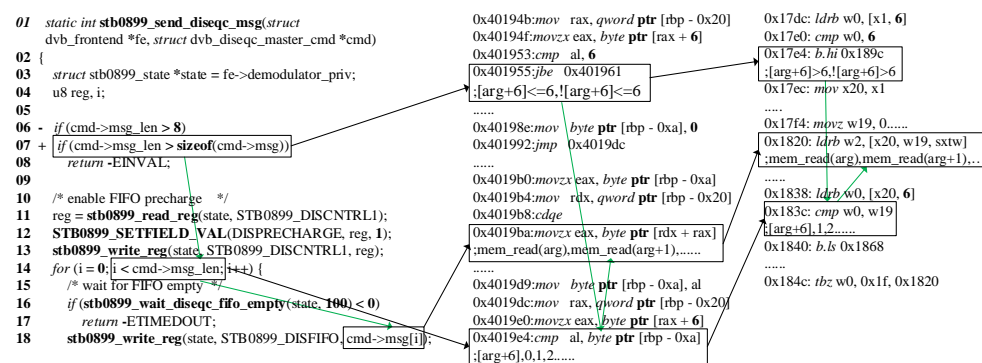 01 static int stb0899_send_diseqc_msg(struct
dvb_frontend *fe, struct dvb_diseqc_master_cmd *cmd)
02 {
03 struct stb0899_state *state = fe->demodulator_priv;
04 u8 reg, i;
05
06 - if (cmd->msg_len > 8)
07 + if (cmd->msg_len > sizeof(cmd->msg))
08 return -EINVAL;
09
10 /* enable FIFO precharge */
11 reg = stb0899_read_reg(state, STB0899_DISCNTRL1);
12 STB0899_SETFIELD_VAL(DISPRECHARGE, reg, 1);
13 stb0899_write_reg(state, STB0899_DISCNTRL1, reg);
14 for (i = 0; i < cmd->msg_len; i++) {
15 /* wait for FIFO empty */
16 if (stb0899_wait_diseqc_fifo_empty(state, 100) < 0)
17 return -ETIMEDOUT;
18 stb0899_write_reg(state, STB0899_DISFIFO, cmd->msg[i]);
0x40194b:mov rax, qword ptr [rbp - 0x20]
0x40194f:movzx eax, byte ptr [rax + 6]
0x401953:cmp al, 6
0x401955:jbe 0x401961
;[arg+6]<=6,![arg+6]<=6
......
0x40198e:mov byte ptr [rbp - 0xa], 0
0x401992:jmp 0x4019dc
......
0x4019b0:movzx eax, byte ptr [rbp - 0xa]
0x4019b4:mov rdx, qword ptr [rbp - 0x20]
0x4019b8:cdqe
0x4019ba:movzx eax, byte ptr [rdx + rax]
;mem_read(arg),mem_read(arg+1),......
......
0x4019d9:mov byte ptr [rbp - 0xa], al
0x4019dc:mov rax, qword ptr [rbp - 0x20]
0x4019e0:movzx eax, byte ptr [rax + 6]
0x4019e4:cmp al, byte ptr [rbp - 0xa]
;[arg+6],0,1,2......
0x17dc: ldrb w0, [x1, 6]
0x17e0: cmp w0, 6
0x17e4: b.hi 0x189c
;[arg+6]>6,![arg+6]>6
0x17ec: mov x20, x1
.....
0x17f4: movz w19, 0......
0x1820: ldrb w2, [x20, w19, sxtw]
;mem_read(arg),mem_read(arg+1),..
......
0x1838: ldrb w0, [x20, 6]
0x183c: cmp w0, w19
;[arg+6],1,2......
0x1840: b.ls 0x1868
......
0x184c: tbz w0, 0x1f, 0x1820